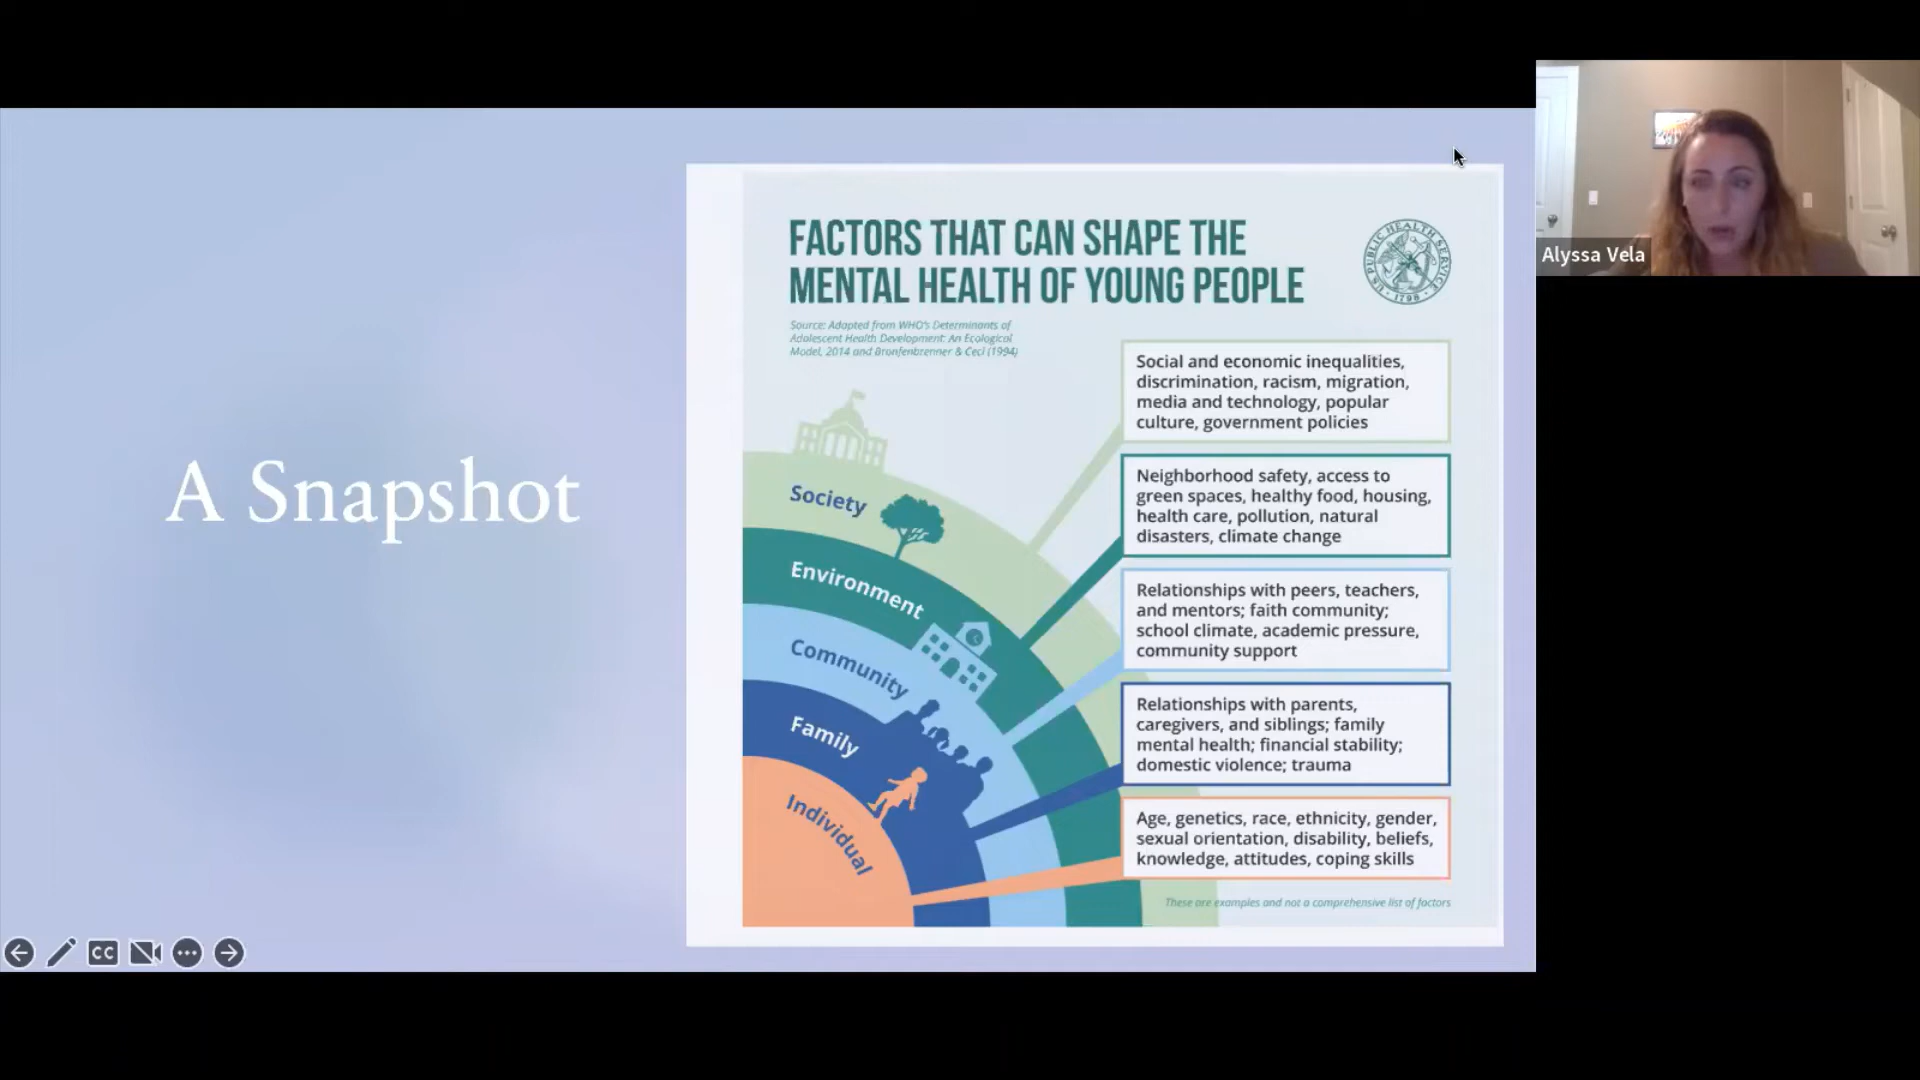 A Snapshot
FACTORS THAT CAN SHAPE THE
MENTAL HEALTH OF YOUNG PEOPLE
U.S. PUBLIC HEALTH SERVICE
1798
Source: Adapted from WHO's Determinants of
Adolescent Health Development: An Ecological
Model, 2014 and Bronfenbrenner & Ceci (1994)
Society
Social and economic inequalities,
discrimination, racism, migration,
media and technology, popular
culture, government policies
Environment
Neighborhood safety, access to
green spaces, healthy food, housing,
health care, pollution, natural
disasters, climate change
Community
Relationships with peers, teachers,
and mentors; faith community;
school climate, academic pressure,
community support
Family
Relationships with parents,
caregivers, and siblings; family
mental health; financial stability;
domestic violence; trauma
Individual
Age, genetics, race, ethnicity, gender,
sexual orientation, disability, beliefs,
knowledge, attitudes, coping skills
These are examples and not a comprehensive list of factors
CC
Alyssa Vela